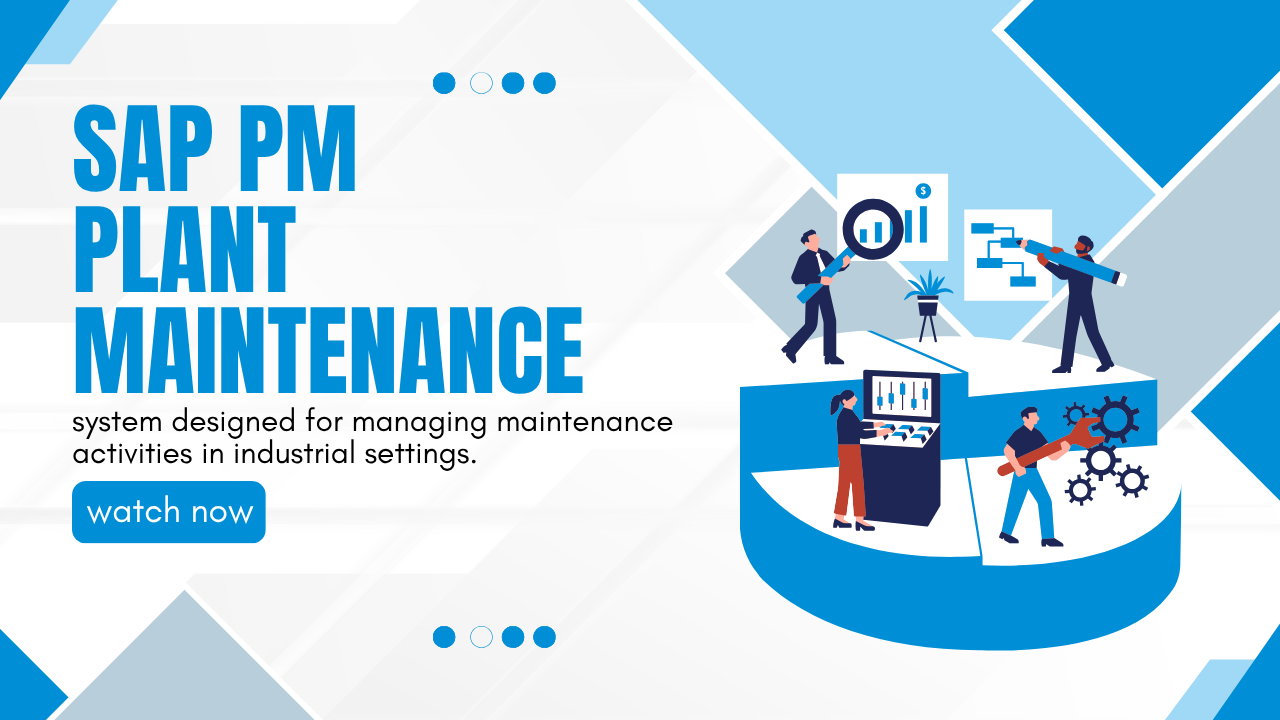 SAP PM
PLANT
MAINTENANCE
system designed for managing maintenance
activities in industrial settings.
watch now
$